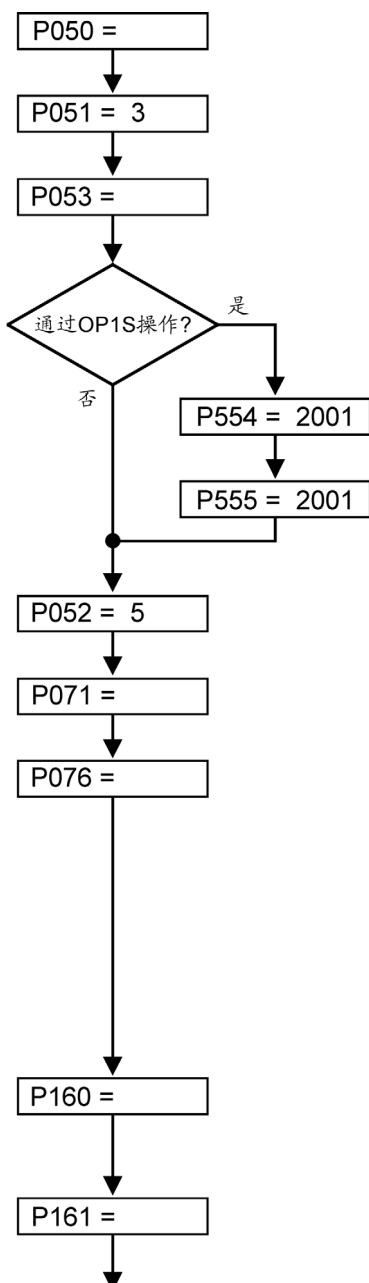 P050 =
P051 = 3
P053 =
通过OP1S操作?
是
否
P554 = 2001
P555 = 2001
P052 = 5
P071 =
P076 =
P160 =
P161 =